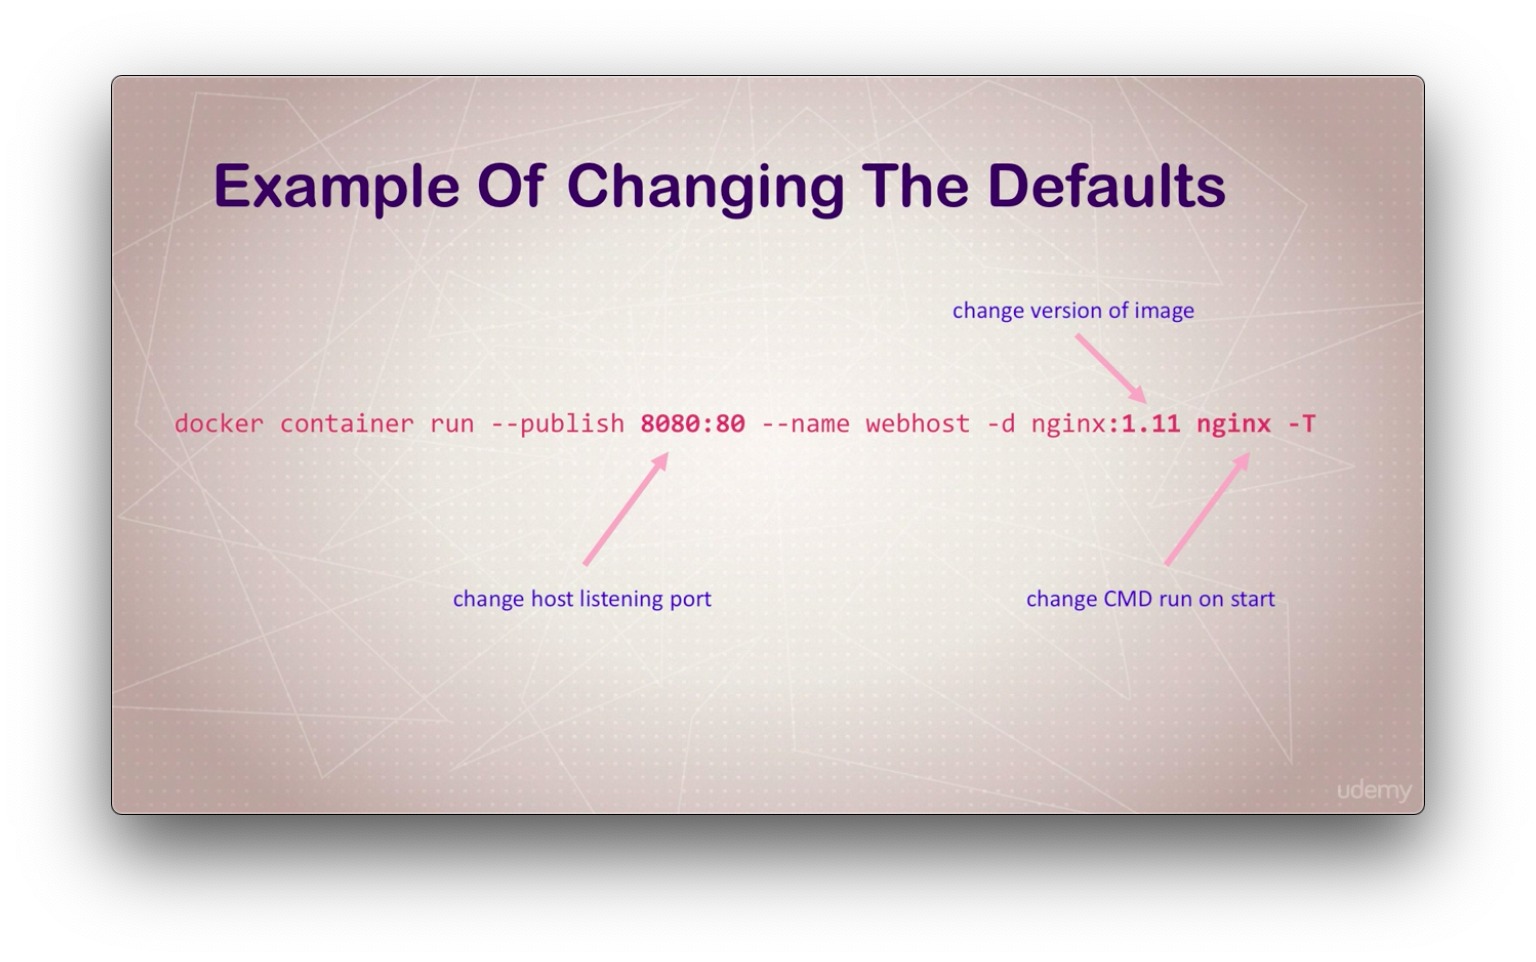 Example Of Changing The Defaults
change version of image
docker container run --publish 8080:80 --name webhost -d nginx:1.11 nginx -T
change host listening port
change CMD run on start
udemy